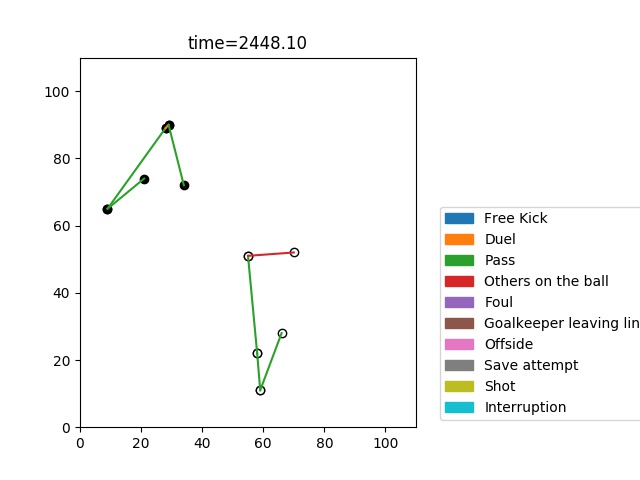 time=2448.10
100
80
60
40
20
0
0 20 40 60 80 100
Free Kick
Duel
Pass
Others on the ball
Foul
Goalkeeper leaving lin
Offside
Save attempt
Shot
Interruption